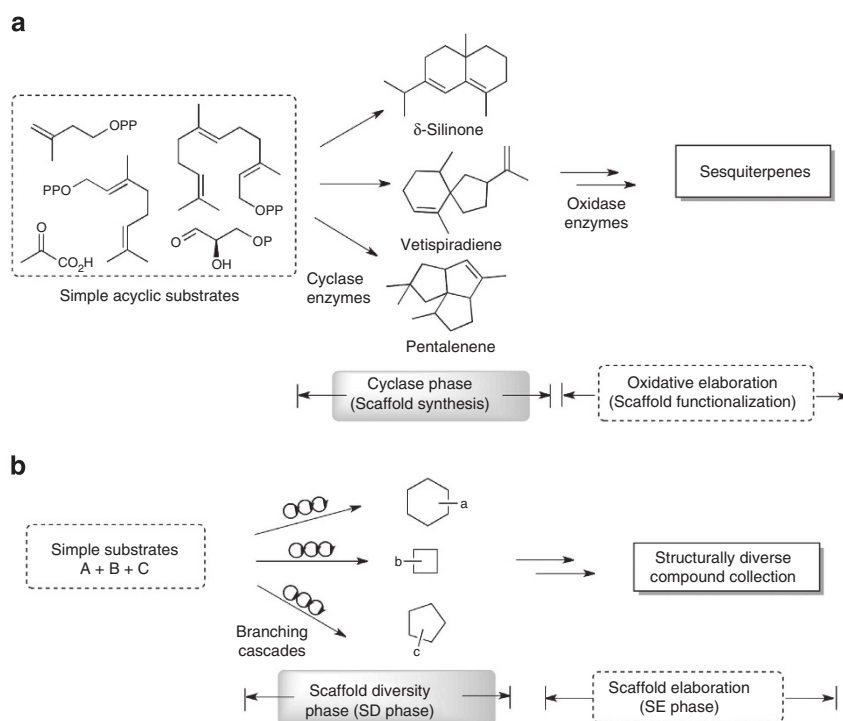 a
OPP
PPO
OPP
O
CO2H
O
OP
OH
Simple acyclic substrates
Cyclase
enzymes
δ-Silinone
Vetispiradiene
Pentalenene
Oxidase
enzymes
Sesquiterpenes
Cyclase phase
(Scaffold synthesis)
Oxidative elaboration
(Scaffold functionalization)
b
Simple substrates
A + B + C
Branching
cascades
a
b
c
Structurally diverse
compound collection
Scaffold diversity
phase (SD phase)
Scaffold elaboration
(SE phase)